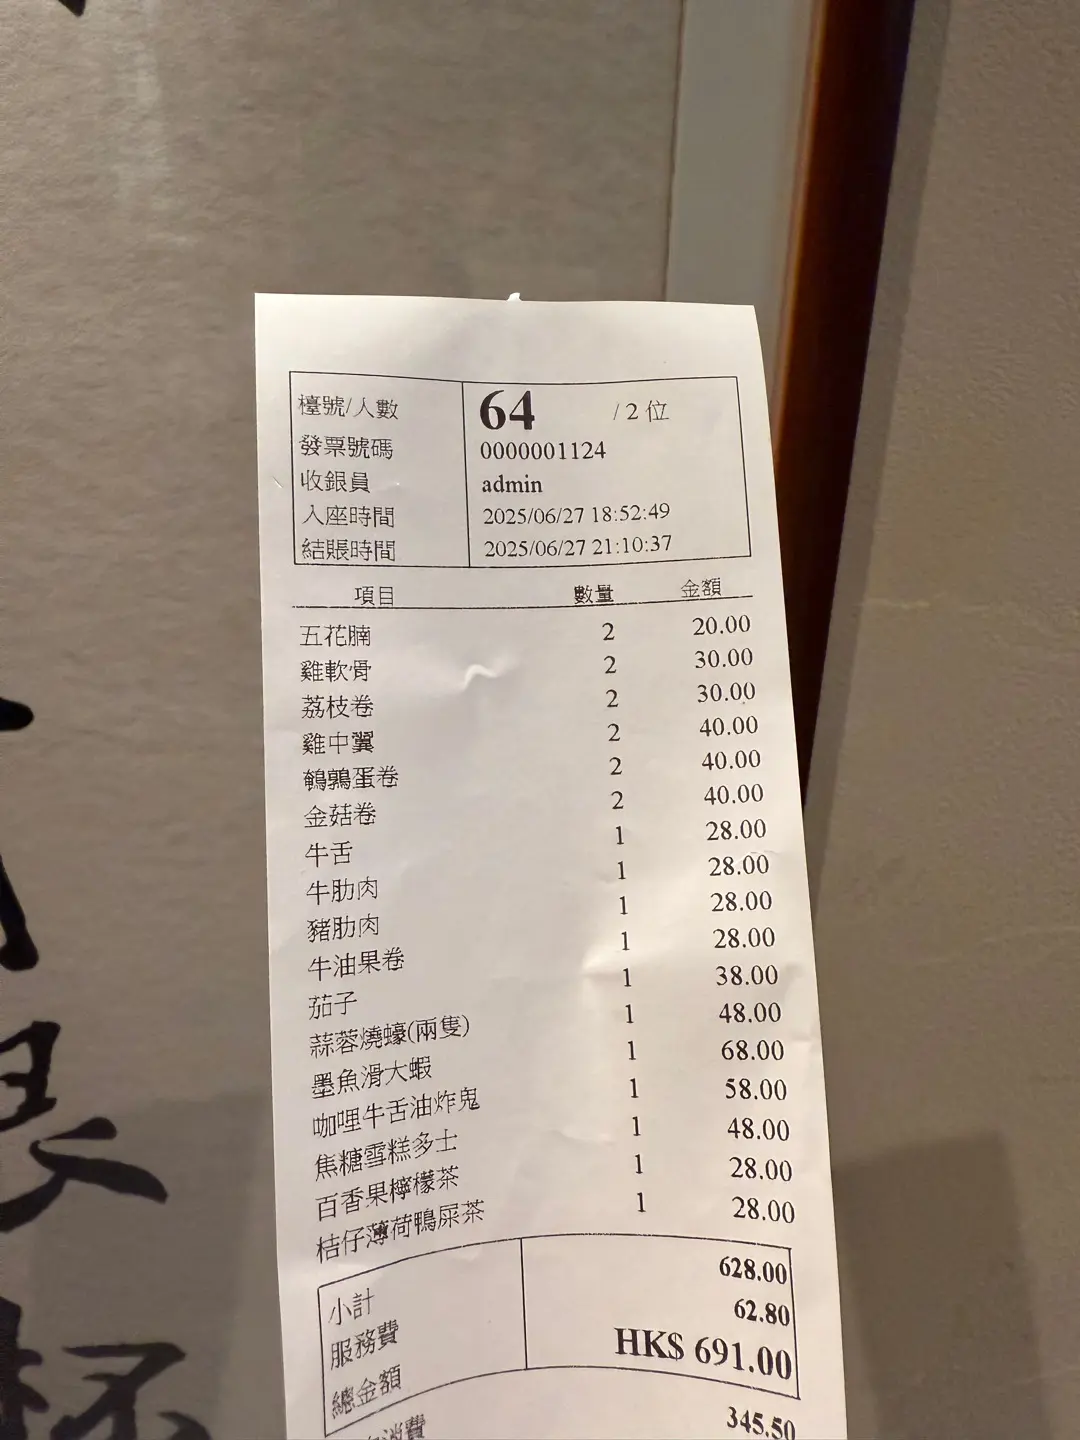 檯號/人數 64 /2 位
發票號碼 0000001124
收銀員 admin
入座時間 2025/06/27 18:52:49
結賬時間 2025/06/27 21:10:37
項目 數量 金額
五花腩 2 20.00
雞軟骨 2 30.00
荔枝卷 2 30.00
雞中翼 2 40.00
鵪鶉蛋卷 2 40.00
金菇卷 2 40.00
牛舌 1 28.00
牛肋肉 1 28.00
豬肋肉 1 28.00
牛油果卷 1 28.00
茄子 1 38.00
蒜蓉燒蠔(兩隻) 1 48.00
墨魚滑大蝦 1 68.00
咖哩牛舌油炸鬼 1 58.00
焦糖雪糕多士 1 48.00
百香果檸檬茶 1 28.00
桔仔薄荷鴨屎茶 1 28.00
小計 628.00
服務費 62.80
總金額 HK$ 691.00
消費 345.50